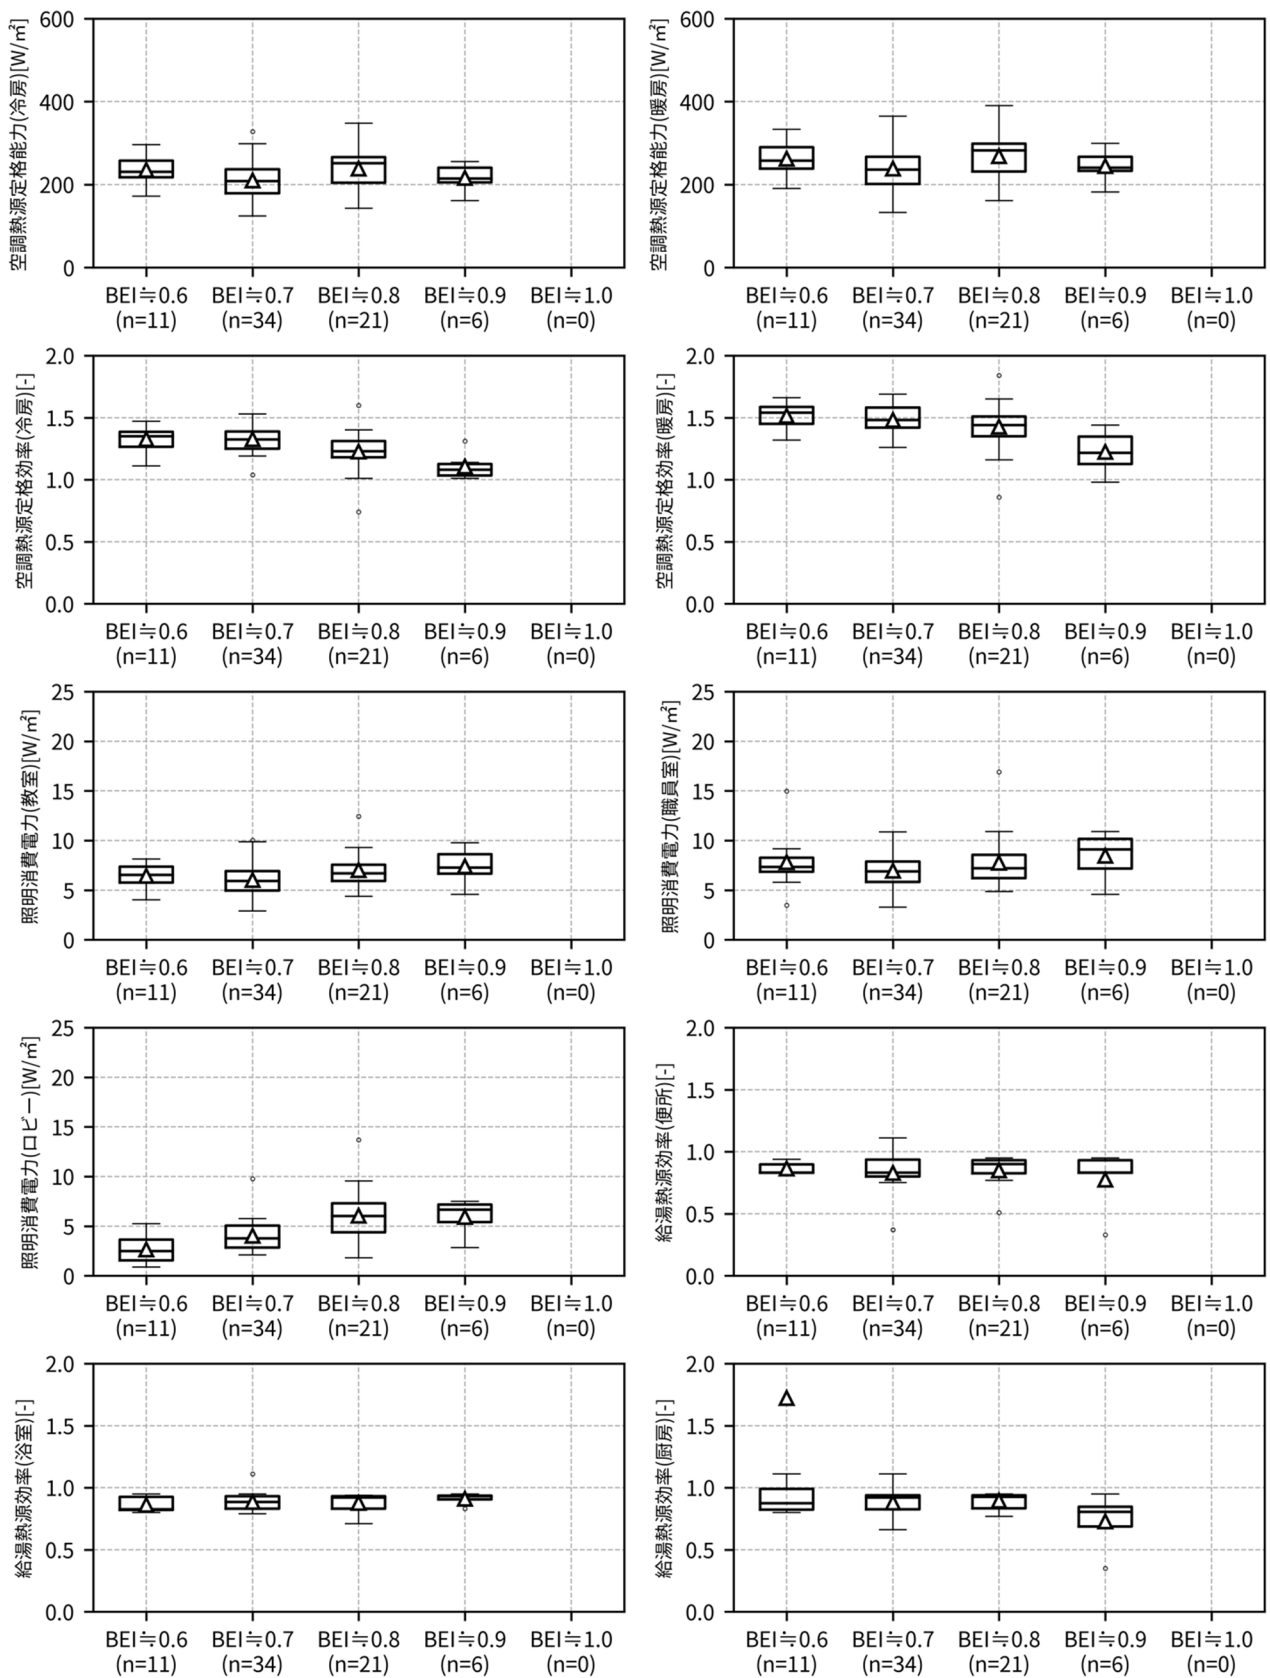 空調熱源定格能力(冷房)[W/㎡]
600
400
200
0
BEI≒0.6 BEI≒0.7 BEI≒0.8 BEI≒0.9 BEI≒1.0
(n=11) (n=34) (n=21) (n=6) (n=0)
空調熱源定格能力(暖房)[W/㎡]
600
400
200
0
BEI≒0.6 BEI≒0.7 BEI≒0.8 BEI≒0.9 BEI≒1.0
(n=11) (n=34) (n=21) (n=6) (n=0)
空調熱源定格効率(冷房)[-]
2.0
1.5
1.0
0.5
0.0
BEI≒0.6 BEI≒0.7 BEI≒0.8 BEI≒0.9 BEI≒1.0
(n=11) (n=34) (n=21) (n=6) (n=0)
空調熱源定格効率(暖房)[-]
2.0
1.5
1.0
0.5
0.0
BEI≒0.6 BEI≒0.7 BEI≒0.8 BEI≒0.9 BEI≒1.0
(n=11) (n=34) (n=21) (n=6) (n=0)
照明消費電力(教室)[W/㎡]
25
20
15
10
5
0
BEI≒0.6 BEI≒0.7 BEI≒0.8 BEI≒0.9 BEI≒1.0
(n=11) (n=34) (n=21) (n=6) (n=0)
照明消費電力(職員室)[W/㎡]
25
20
15
10
5
0
BEI≒0.6 BEI≒0.7 BEI≒0.8 BEI≒0.9 BEI≒1.0
(n=11) (n=34) (n=21) (n=6) (n=0)
照明消費電力(ロビー)[W/㎡]
25
20
15
10
5
0
BEI≒0.6 BEI≒0.7 BEI≒0.8 BEI≒0.9 BEI≒1.0
(n=11) (n=34) (n=21) (n=6) (n=0)
給湯熱源効率(便所)[-]
2.0
1.5
1.0
0.5
0.0
BEI≒0.6 BEI≒0.7 BEI≒0.8 BEI≒0.9 BEI≒1.0
(n=11) (n=34) (n=21) (n=6) (n=0)
給湯熱源効率(浴室)[-]
2.0
1.5
1.0
0.5
0.0
BEI≒0.6 BEI≒0.7 BEI≒0.8 BEI≒0.9 BEI≒1.0
(n=11) (n=34) (n=21) (n=6) (n=0)
給湯熱源効率(厨房)[-]
2.0
1.5
1.0
0.5
0.0
BEI≒0.6 BEI≒0.7 BEI≒0.8 BEI≒0.9 BEI≒1.0
(n=11) (n=34) (n=21) (n=6) (n=0)